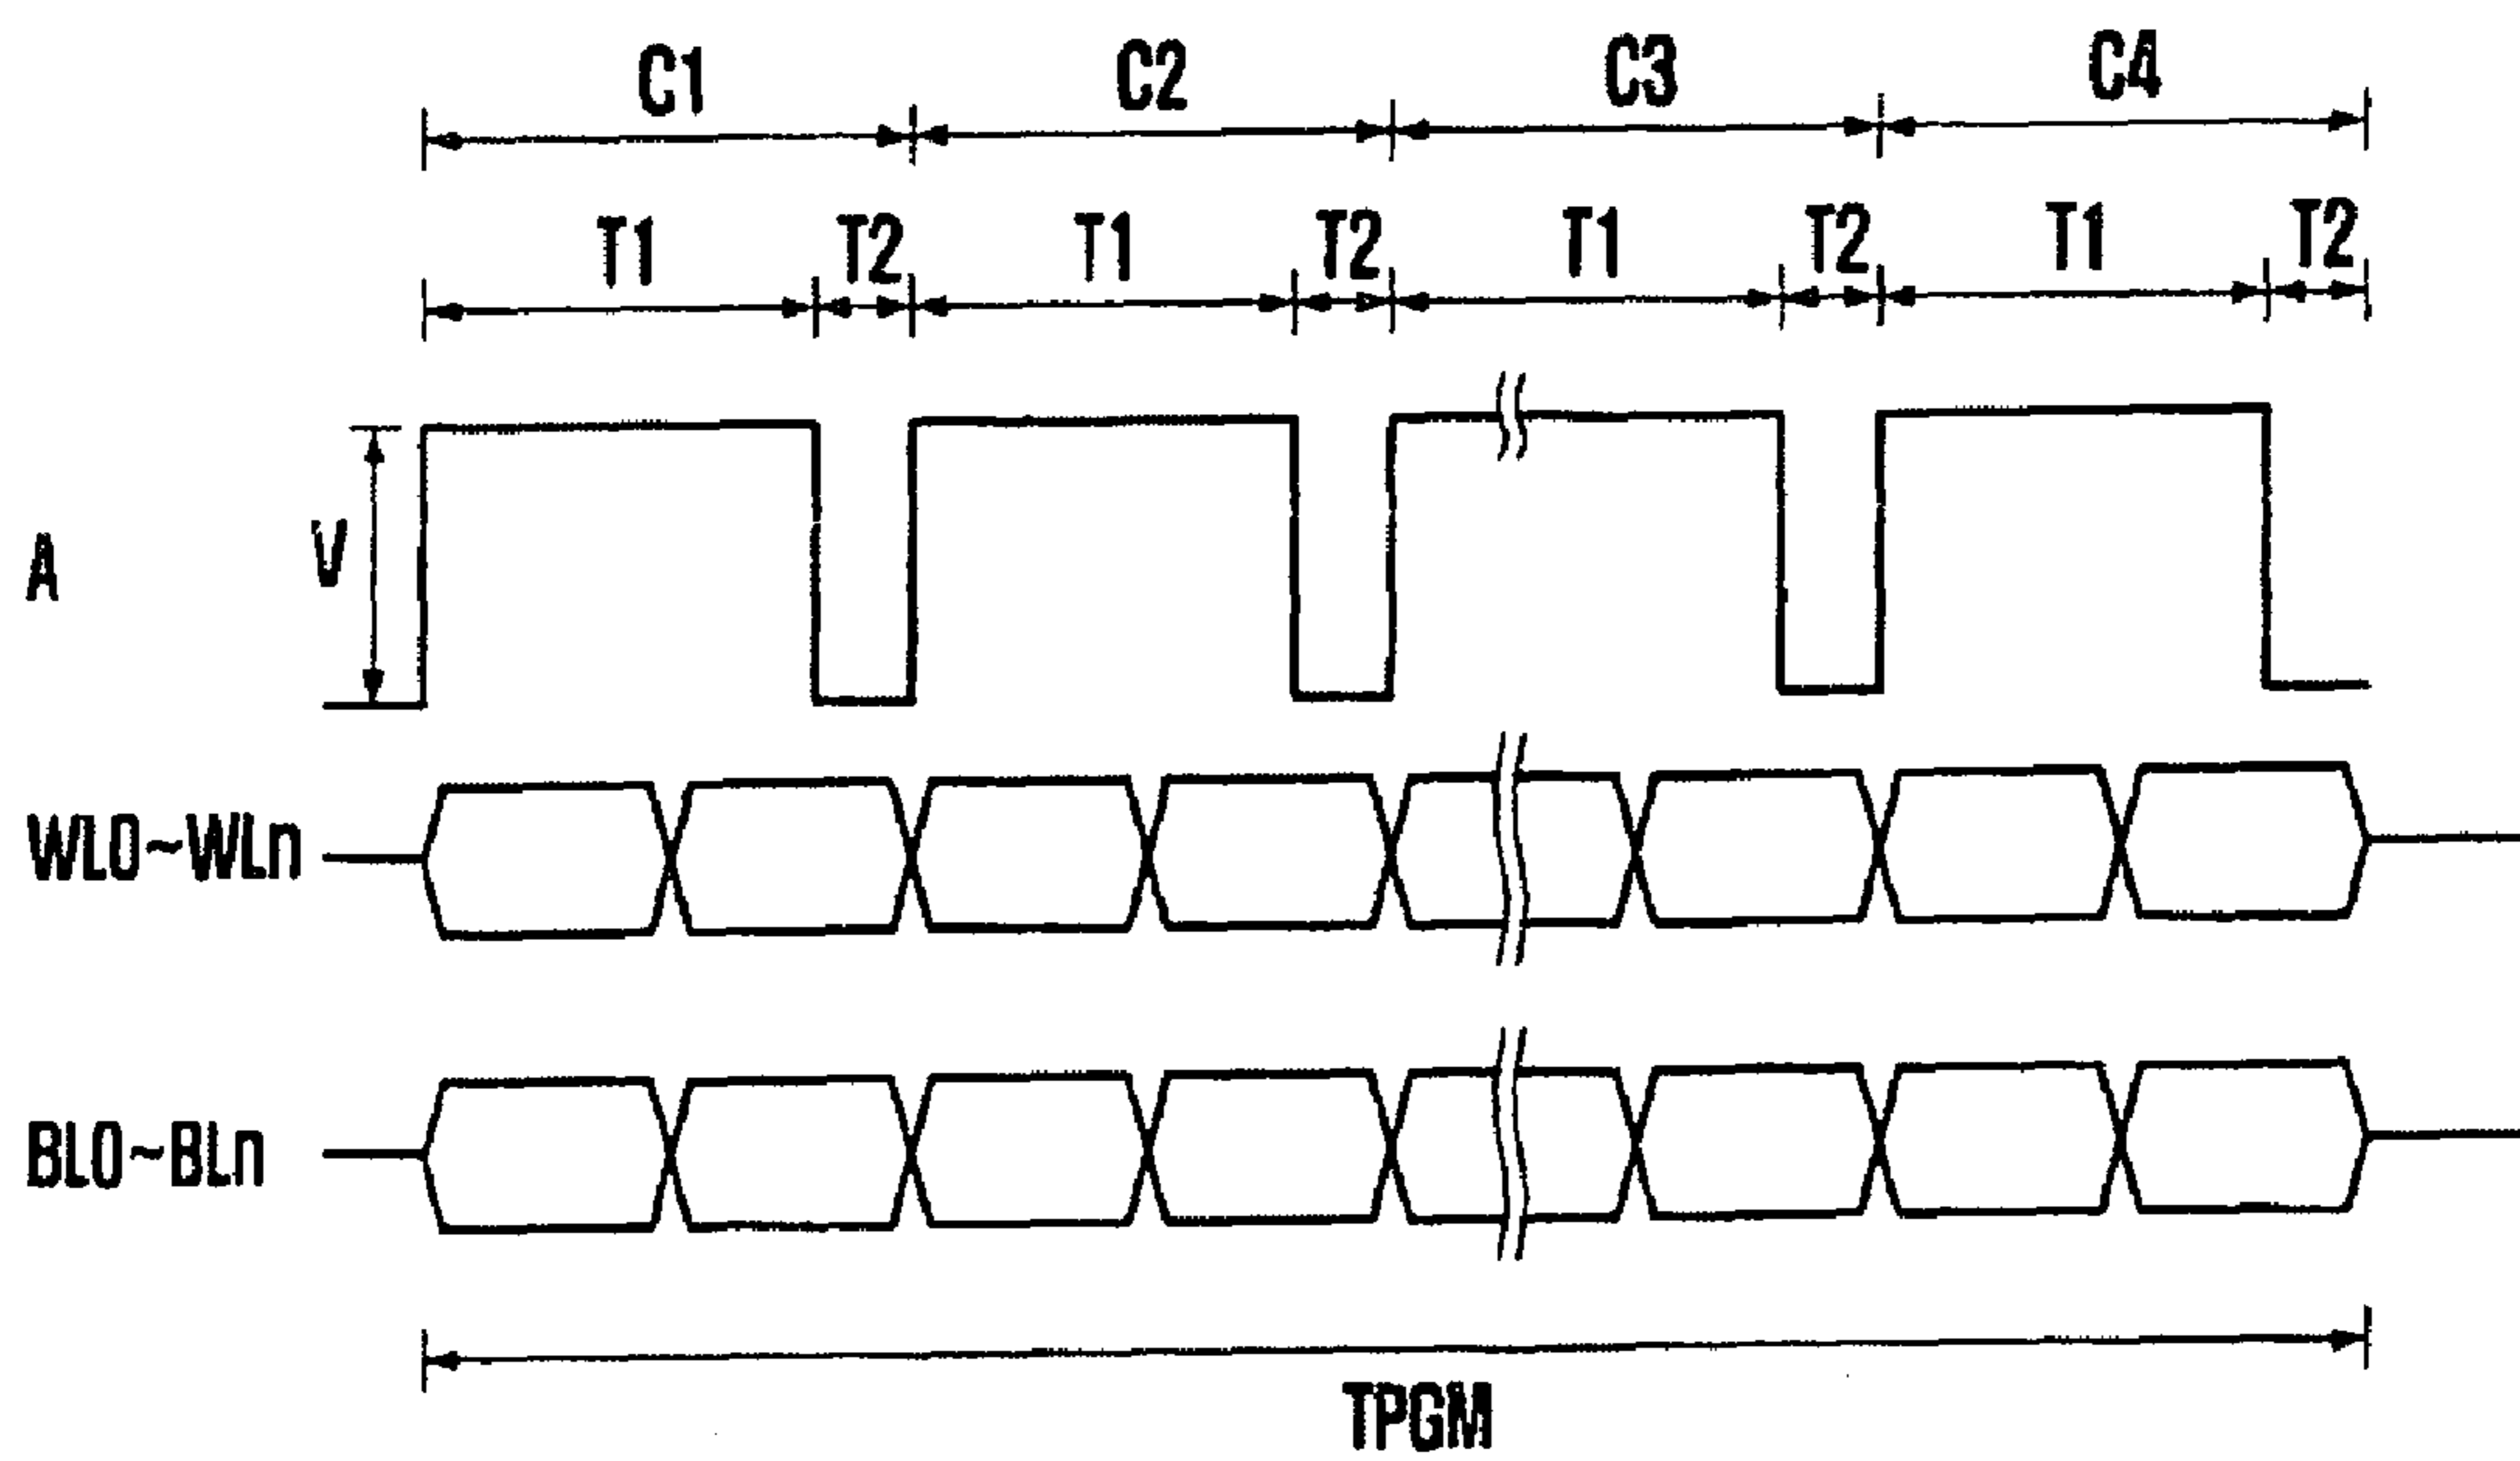 C1 C2 C3 C4
T1 T2 T1 T2 T1 T2 T1 T2
V
A
WL0~WLn
BL0~BLn
TPGM